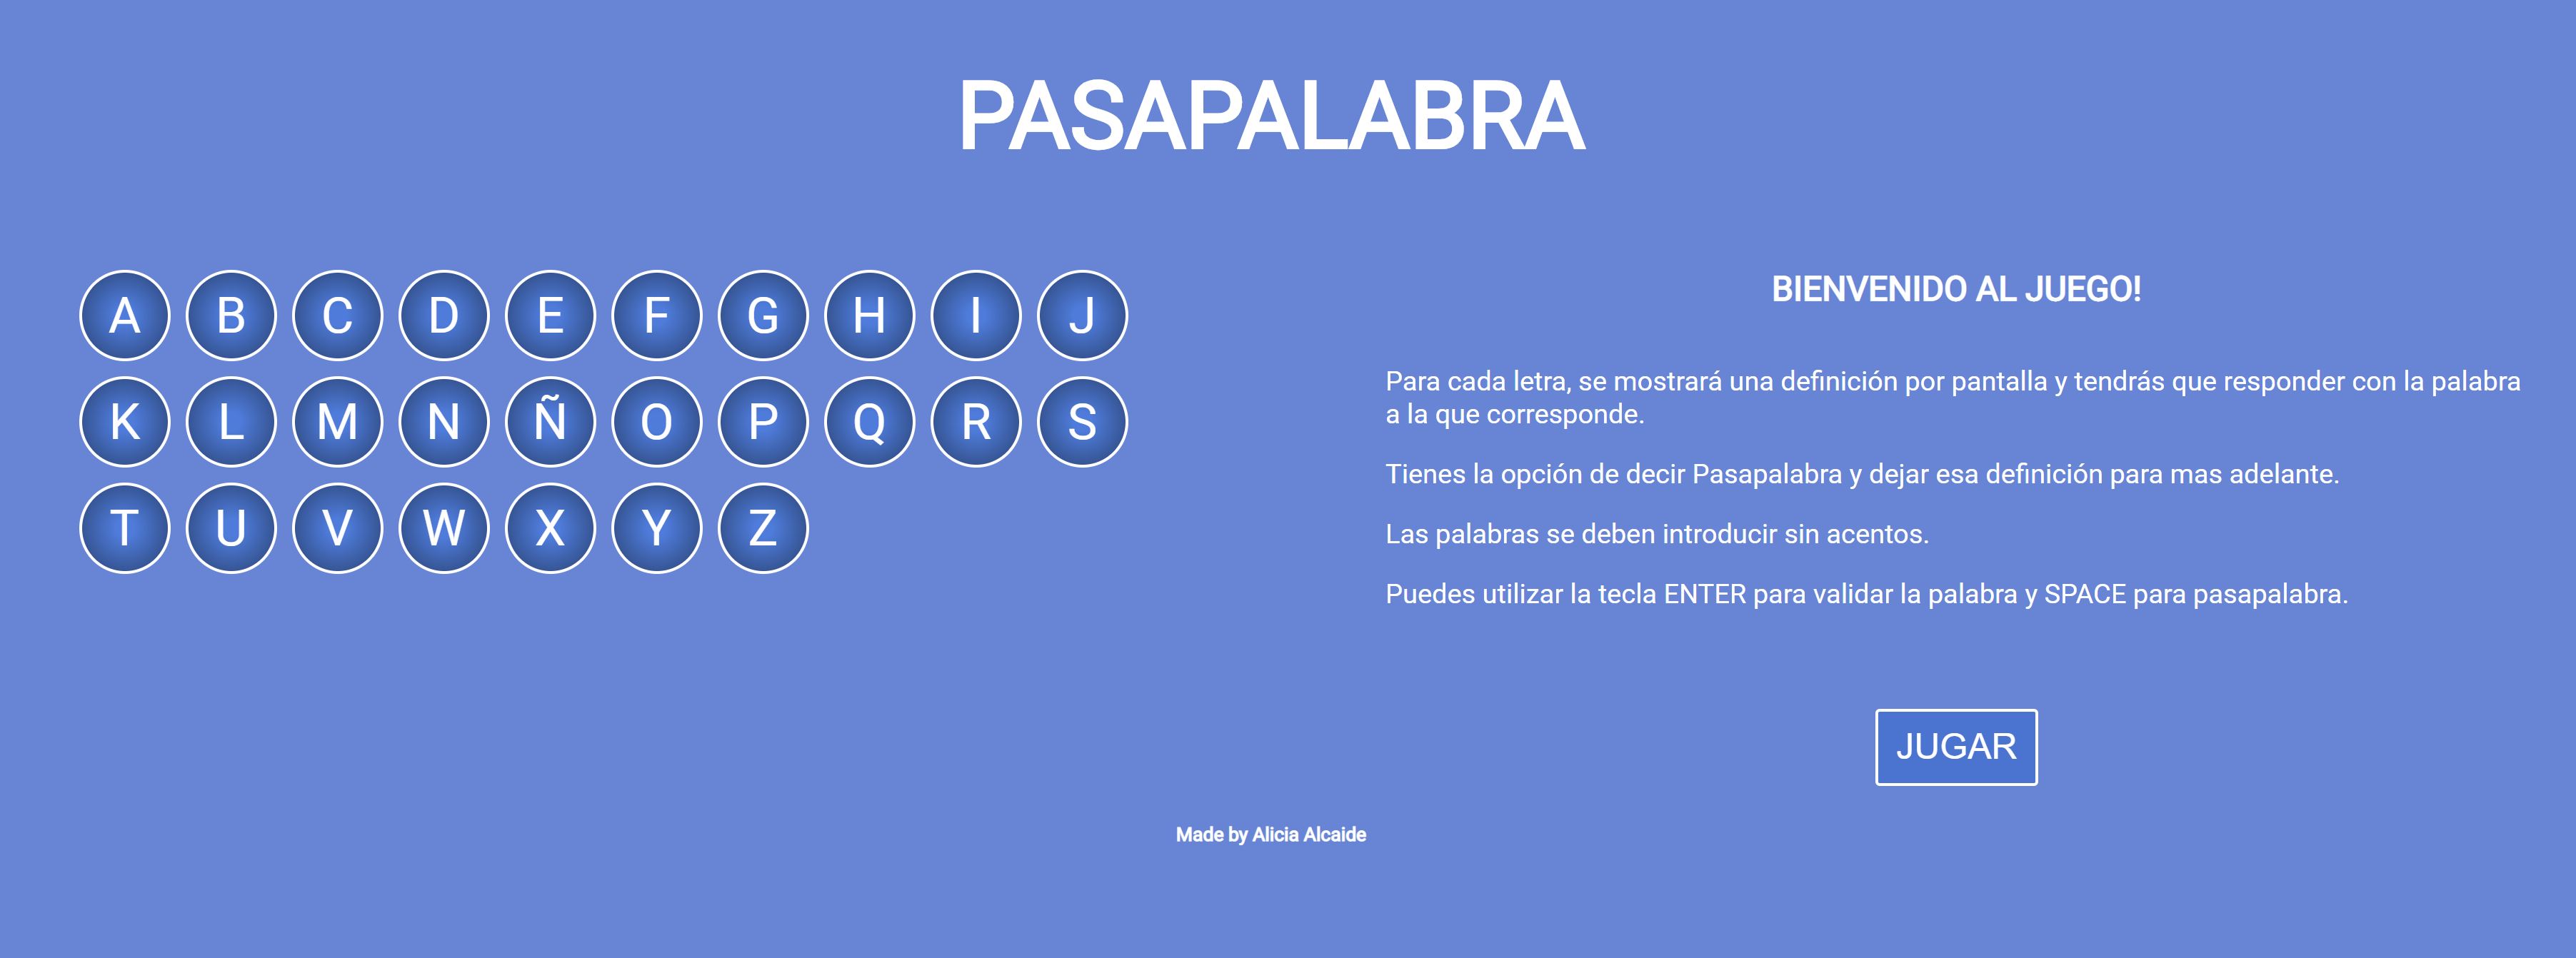 PASAPALABRA
A B C D E F G H I J
K L M N Ñ O P Q R S
T U V W X Y Z
BIENVENIDO AL JUEGO!
Para cada letra, se mostrará una definición por pantalla y tendrás que responder con la palabra
a la que corresponde.
Tienes la opción de decir Pasapalabra y dejar esa definición para mas adelante.
Las palabras se deben introducir sin acentos.
Puedes utilizar la tecla ENTER para validar la palabra y SPACE para pasapalabra.
JUGAR
Made by Alicia Alcaide